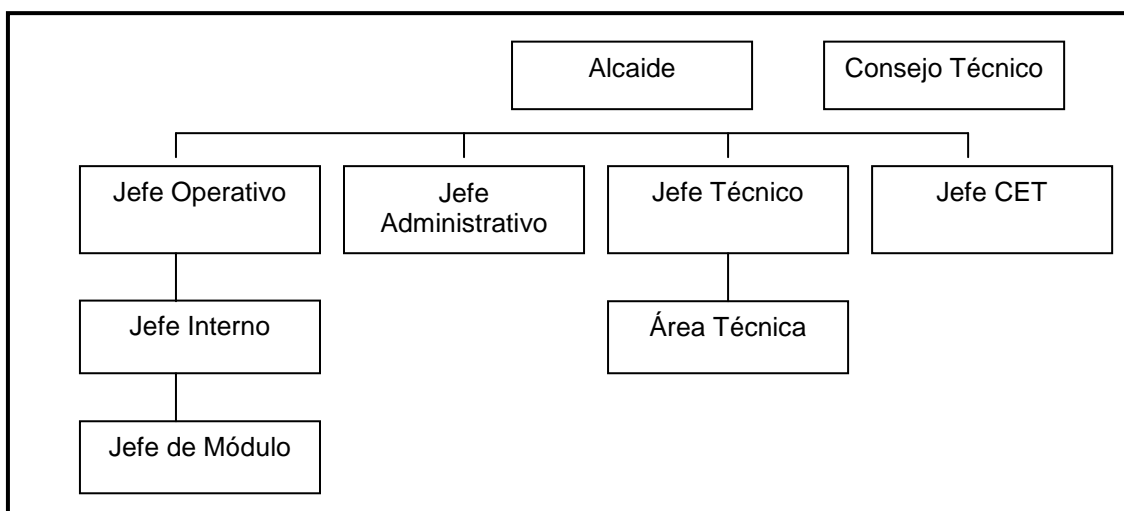 Alcaide
Consejo Técnico
Jefe Operativo
Jefe
Administrativo
Jefe Técnico
Jefe CET
Jefe Interno
Área Técnica
Jefe de Módulo